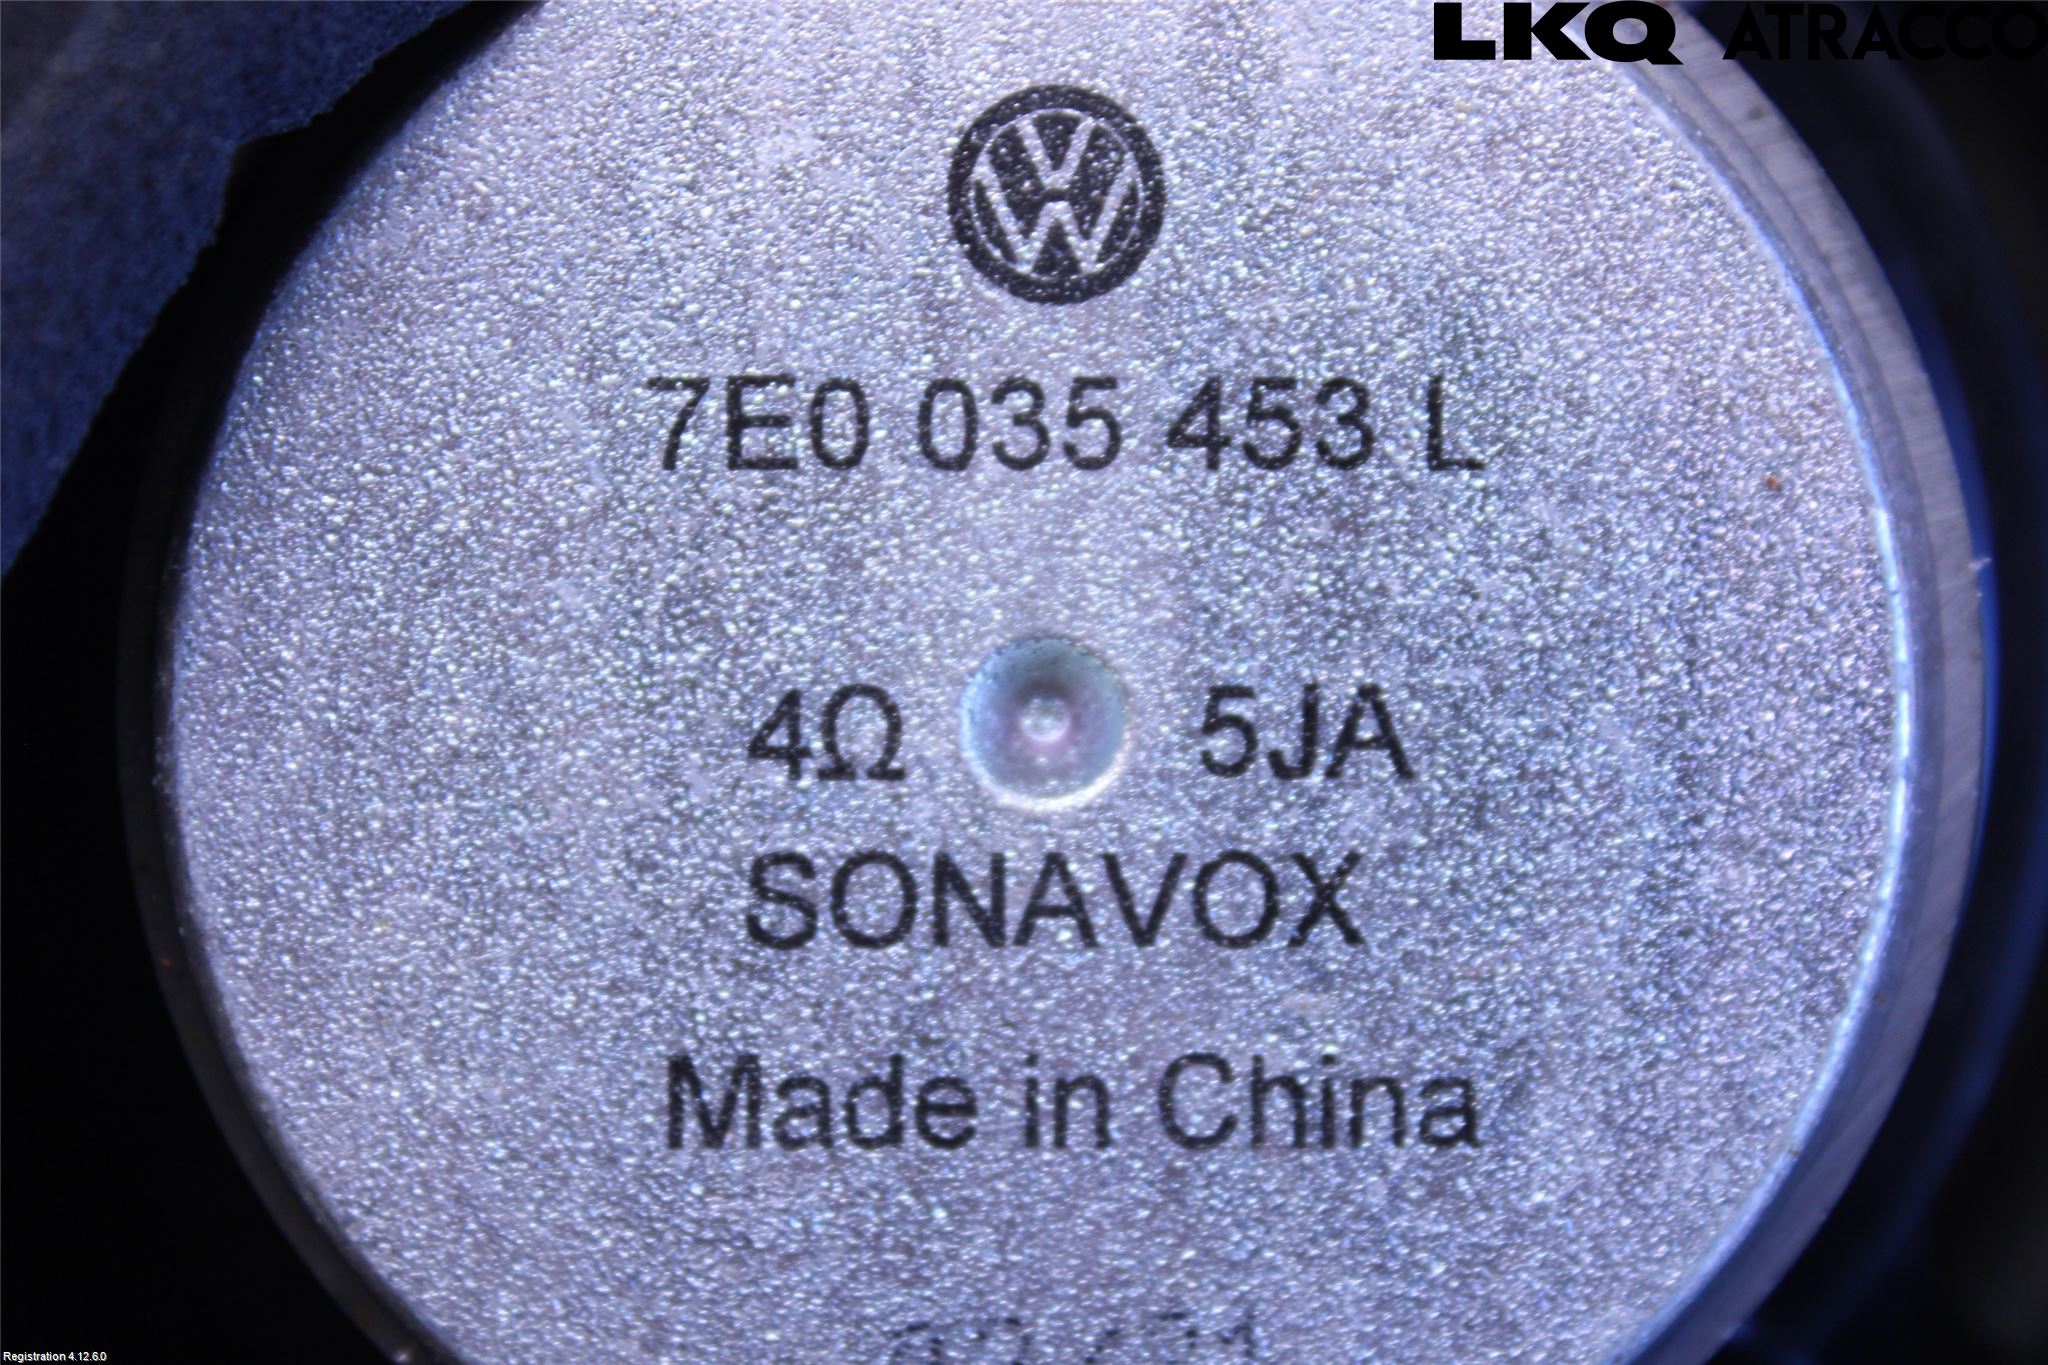 LKQ ATRACCO
7E0 035 453 L
4Ω 5JA
SONAVOX
Made in China
Registration 4.12.6.0